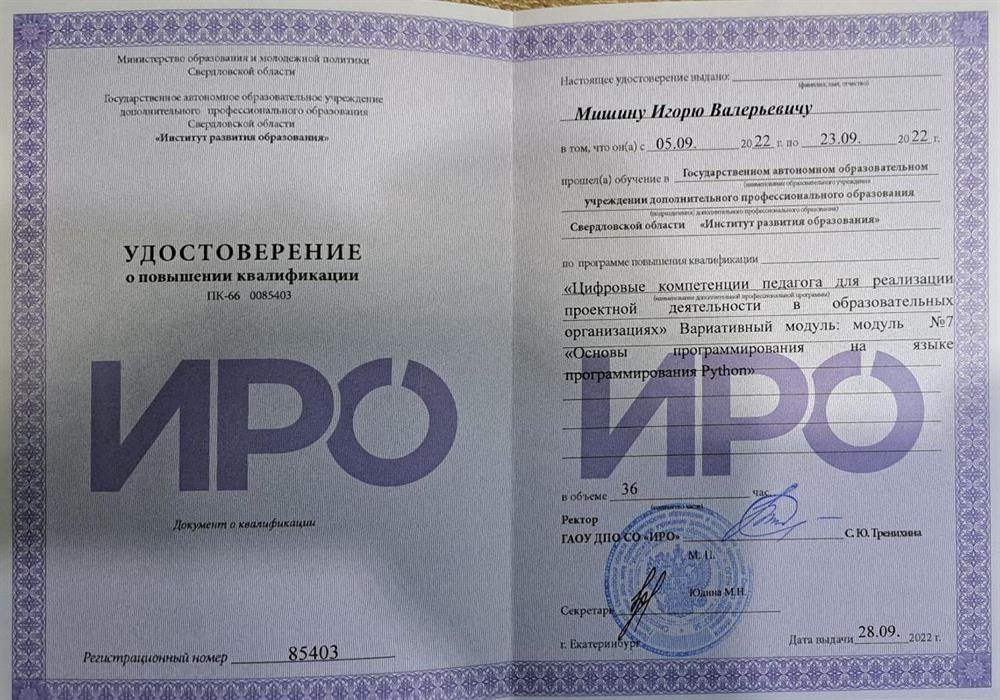 Министерство образования и молодежной политики
Свердловской области
Государственное автономное образовательное учреждение
дополнительного профессионального образования
Свердловской области
«Институт развития образования»
УДОСТОВЕРЕНИЕ
о повышении квалификации
ПК-66 0085403
ИРО
Документ о квалификации
Регистрационный номер 85403
Настоящее удостоверение выдано:
(фамилия, имя, отчество)
Мишину Игорю Валерьевичу
в том, что он(а) с 05.09. 2022 г. по 23.09. 2022 г.
прошел(а) обучение в Государственном автономном образовательном
(наименование образовательного учреждения)
учреждении дополнительного профессионального образования
(подразделения) дополнительного профессионального образования)
Свердловской области «Институт развития образования»
по программе повышения квалификации
«Цифровые компетенции педагога для реализации
(наименование дополнительной профессиональной программы)
проектной деятельности в образовательных
организациях» Вариативный модуль: модуль №7
«Основы программирования на языке
программирования Python»
ИРО
в объеме 36 час.
(количество часов)
Ректор
ГАОУ ДПО СО «ИРО» С. Ю. Тренихина
М. П.
Юдина М.Н.
Секретарь
г. Екатеринбург
Дата выдачи 28.09. 2022 г.